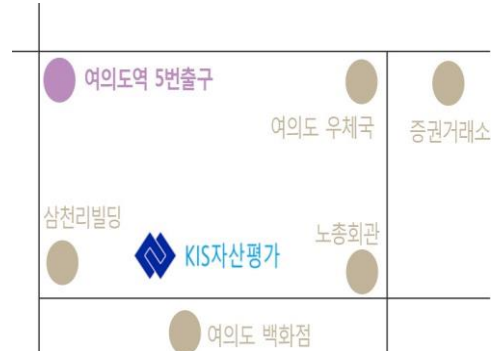 여의도역 5번출구
여의도 우체국
증권거래소
삼천리빌딩
노총회관
KIS자산평가
여의도 백화점